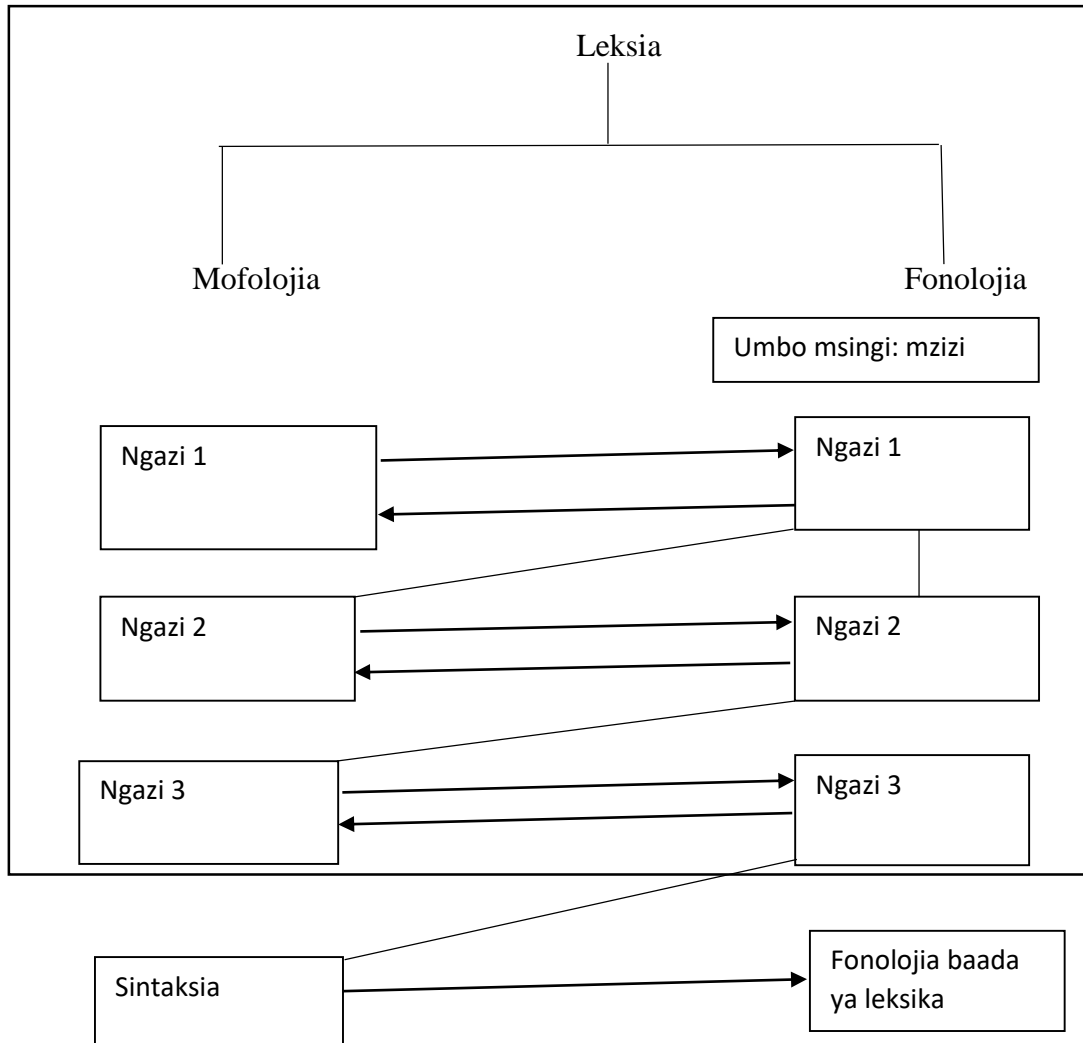 Leksia
Mofolojia
Fonolojia
Umbo msingi: mzizi
Ngazi 1
Ngazi 1
Ngazi 2
Ngazi 2
Ngazi 3
Ngazi 3
Sintaksia
Fonolojia baada
ya leksika